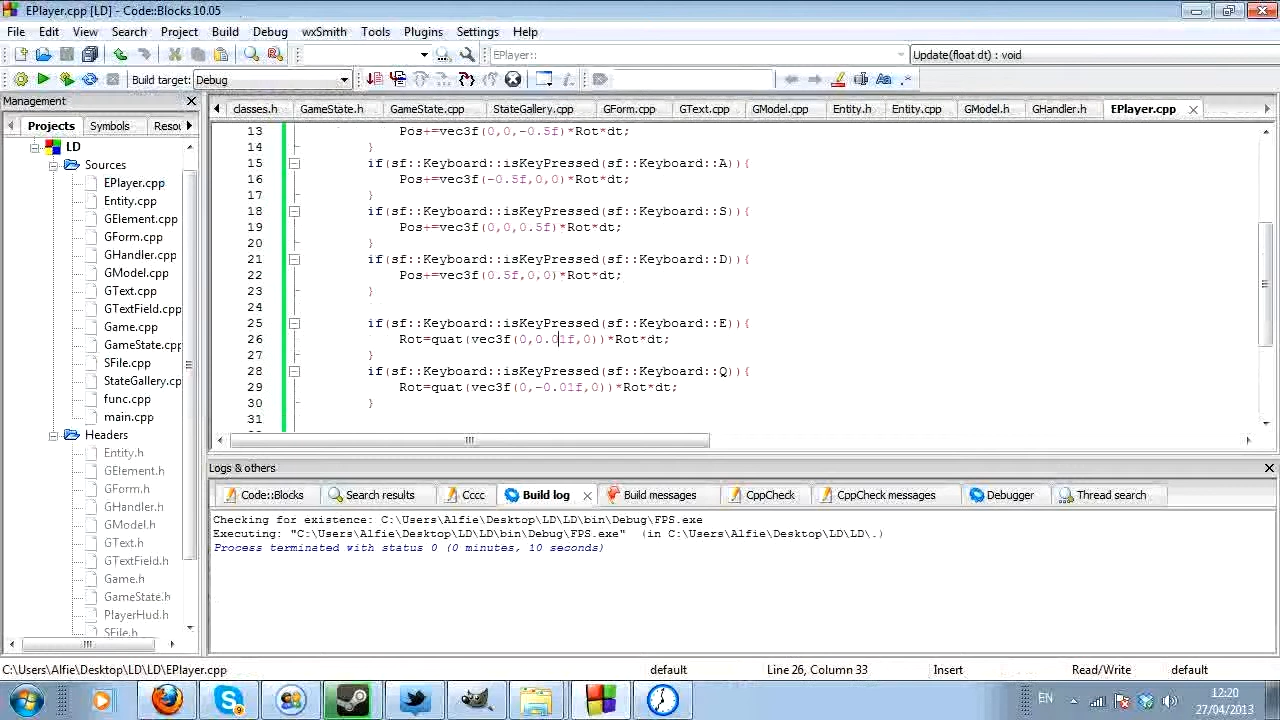 EPlayer.cpp [LD] - Code::Blocks 10.05
File Edit View Search Project Build Debug wxSmith Tools Plugins Settings Help
EPlayer:: Update(float dt) : void
Build target: Debug
Management
Projects Symbols Resou
classes.h GameState.h GameState.cpp StateGallery.cpp GForm.cpp GText.cpp GModel.cpp Entity.h Entity.cpp GModel.h GHandler.h EPlayer.cpp
LD
Sources
EPlayer.cpp
Entity.cpp
GElement.cpp
GForm.cpp
GHandler.cpp
GModel.cpp
GText.cpp
GTextField.cpp
Game.cpp
GameState.cpp
SFile.cpp
StateGallery.cpp
func.cpp
main.cpp
Headers
Entity.h
GElement.h
GForm.h
GHandler.h
GModel.h
GText.h
GTextField.h
Game.h
GameState.h
PlayerHud.h
SFile.h
13 Pos+=vec3f(0,0,-0.5f)*Rot*dt;
14 }
15 if(sf::Keyboard::isKeyPressed(sf::Keyboard::A)){
16 Pos+=vec3f(-0.5f,0,0)*Rot*dt;
17 }
18 if(sf::Keyboard::isKeyPressed(sf::Keyboard::S)){
19 Pos+=vec3f(0,0,0.5f)*Rot*dt;
20 }
21 if(sf::Keyboard::isKeyPressed(sf::Keyboard::D)){
22 Pos+=vec3f(0.5f,0,0)*Rot*dt;
23 }
24
25 if(sf::Keyboard::isKeyPressed(sf::Keyboard::E)){
26 Rot=quat(vec3f(0,0.01f,0))*Rot*dt;
27 }
28 if(sf::Keyboard::isKeyPressed(sf::Keyboard::Q)){
29 Rot=quat(vec3f(0,-0.01f,0))*Rot*dt;
30 }
31
Logs & others
Code::Blocks Search results Cccc Build log Build messages CppCheck CppCheck messages Debugger Thread search
Checking for existence: C:\Users\Alfie\Desktop\LD\LD\bin\Debug\FPS.exe
Executing: "C:\Users\Alfie\Desktop\LD\LD\bin\Debug\FPS.exe" (in C:\Users\Alfie\Desktop\LD\LD\.)
Process terminated with status 0 (0 minutes, 10 seconds)
C:\Users\Alfie\Desktop\LD\LD\EPlayer.cpp default Line 26, Column 33 Insert Read/Write default
EN
12:20
27/04/2013